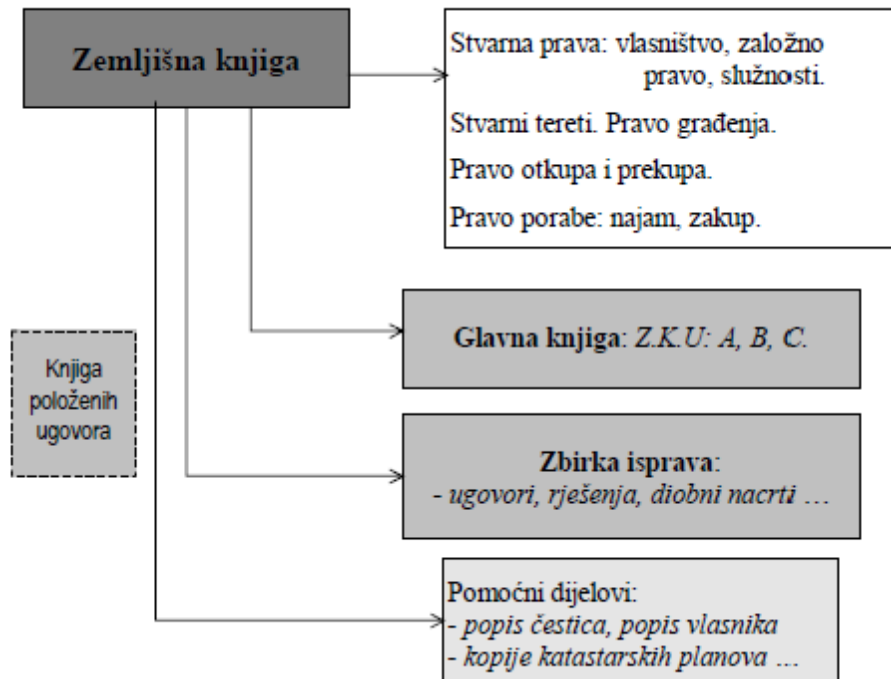 Zemljišna knjiga
Stvarna prava: vlasništvo, založno
pravo, služnosti.
Stvarni tereti. Pravo građenja.
Pravo otkupa i prekupa.
Pravo porabe: najam, zakup.
Glavna knjiga: Z.K.U: A, B, C.
Knjiga
položenih
ugovora
Zbirka isprava:
- ugovori, rješenja, diobni nacrti …
Pomoćni dijelovi:
- popis čestica, popis vlasnika
- kopije katastarskih planova …